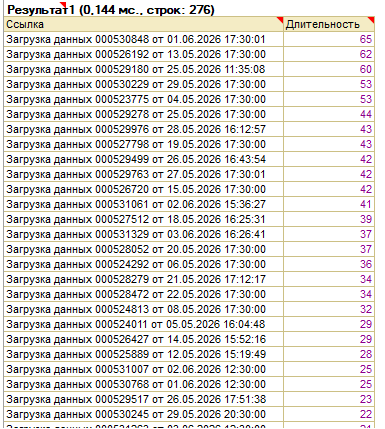 Результат1 (0,144 мс., строк: 276)
Ссылка Длительность
Загрузка данных 000530848 от 01.06.2026 17:30:01 65
Загрузка данных 000526192 от 13.05.2026 17:30:00 62
Загрузка данных 000529180 от 25.05.2026 11:35:08 60
Загрузка данных 000530229 от 29.05.2026 17:30:00 53
Загрузка данных 000523775 от 04.05.2026 17:30:00 53
Загрузка данных 000529278 от 25.05.2026 17:30:00 44
Загрузка данных 000529976 от 28.05.2026 16:12:57 43
Загрузка данных 000527798 от 19.05.2026 17:30:00 43
Загрузка данных 000529499 от 26.05.2026 16:43:54 42
Загрузка данных 000529763 от 27.05.2026 17:30:01 42
Загрузка данных 000526720 от 15.05.2026 17:30:00 42
Загрузка данных 000531061 от 02.06.2026 15:36:27 41
Загрузка данных 000527512 от 18.05.2026 16:25:31 39
Загрузка данных 000531329 от 03.06.2026 16:26:41 37
Загрузка данных 000528052 от 20.05.2026 17:30:00 37
Загрузка данных 000524292 от 06.05.2026 17:30:00 36
Загрузка данных 000528279 от 21.05.2026 17:12:17 34
Загрузка данных 000528472 от 22.05.2026 17:30:00 34
Загрузка данных 000524813 от 08.05.2026 17:30:00 32
Загрузка данных 000524011 от 05.05.2026 16:04:48 29
Загрузка данных 000526427 от 14.05.2026 15:52:16 29
Загрузка данных 000525889 от 12.05.2026 15:19:49 28
Загрузка данных 000531007 от 02.06.2026 12:30:00 25
Загрузка данных 000530768 от 01.06.2026 12:30:00 25
Загрузка данных 000529517 от 26.05.2026 17:51:38 23
Загрузка данных 000530245 от 29.05.2026 20:30:00 22